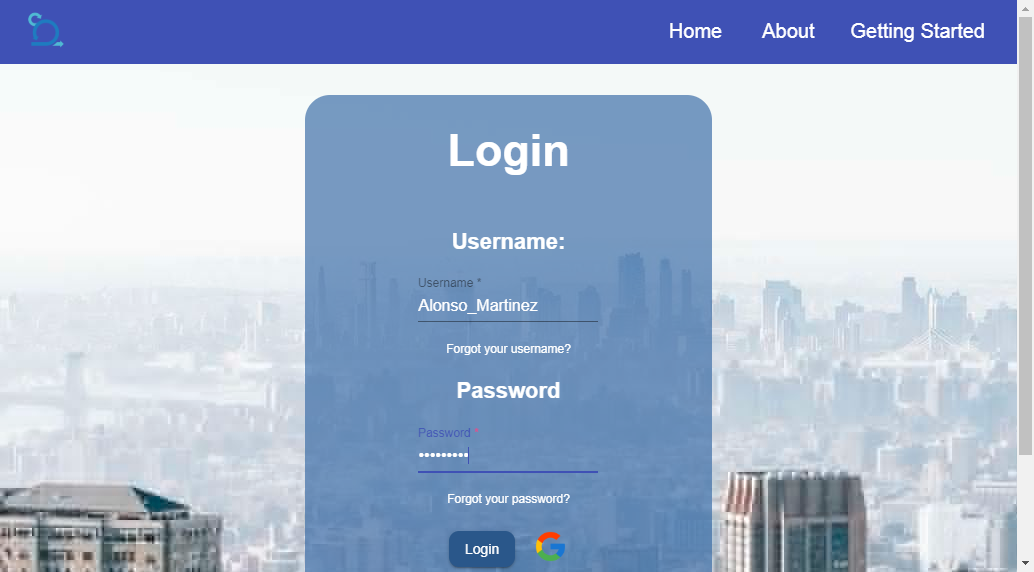 Home About Getting Started
Login
Username:
Username *
Alonso_Martinez
Forgot your username?
Password
Password *
•••••••••
Forgot your password?
Login